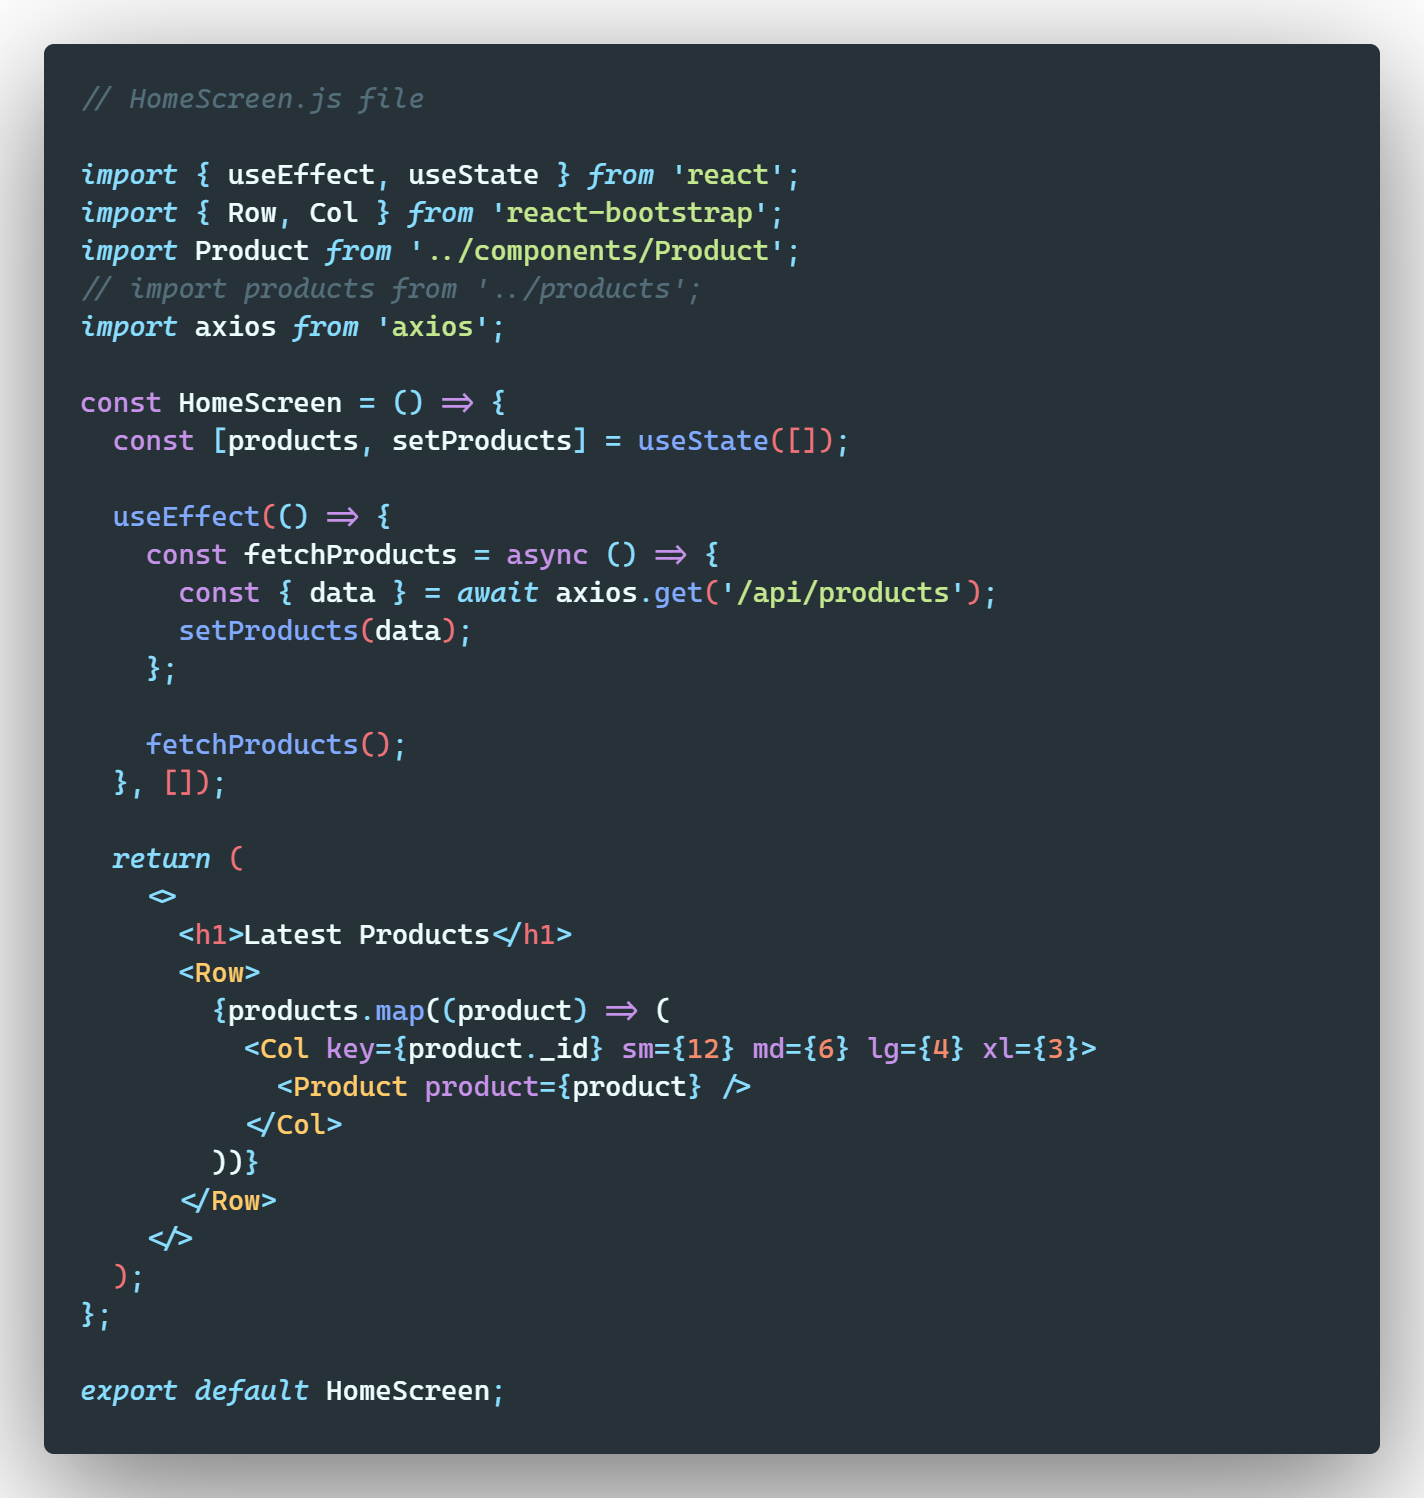 // HomeScreen.js file

import { useEffect, useState } from 'react';
import { Row, Col } from 'react-bootstrap';
import Product from '../components/Product';
// import products from '../products';
import axios from 'axios';

const HomeScreen = () => {
  const [products, setProducts] = useState([]);

  useEffect(() => {
    const fetchProducts = async () => {
      const { data } = await axios.get('/api/products');
      setProducts(data);
    };

    fetchProducts();
  }, []);

  return (
    <>
      <h1>Latest Products</h1>
      <Row>
        {products.map((product) => (
          <Col key={product._id} sm={12} md={6} lg={4} xl={3}>
            <Product product={product} />
          </Col>
        ))}
      </Row>
    </>
  );
};

export default HomeScreen;